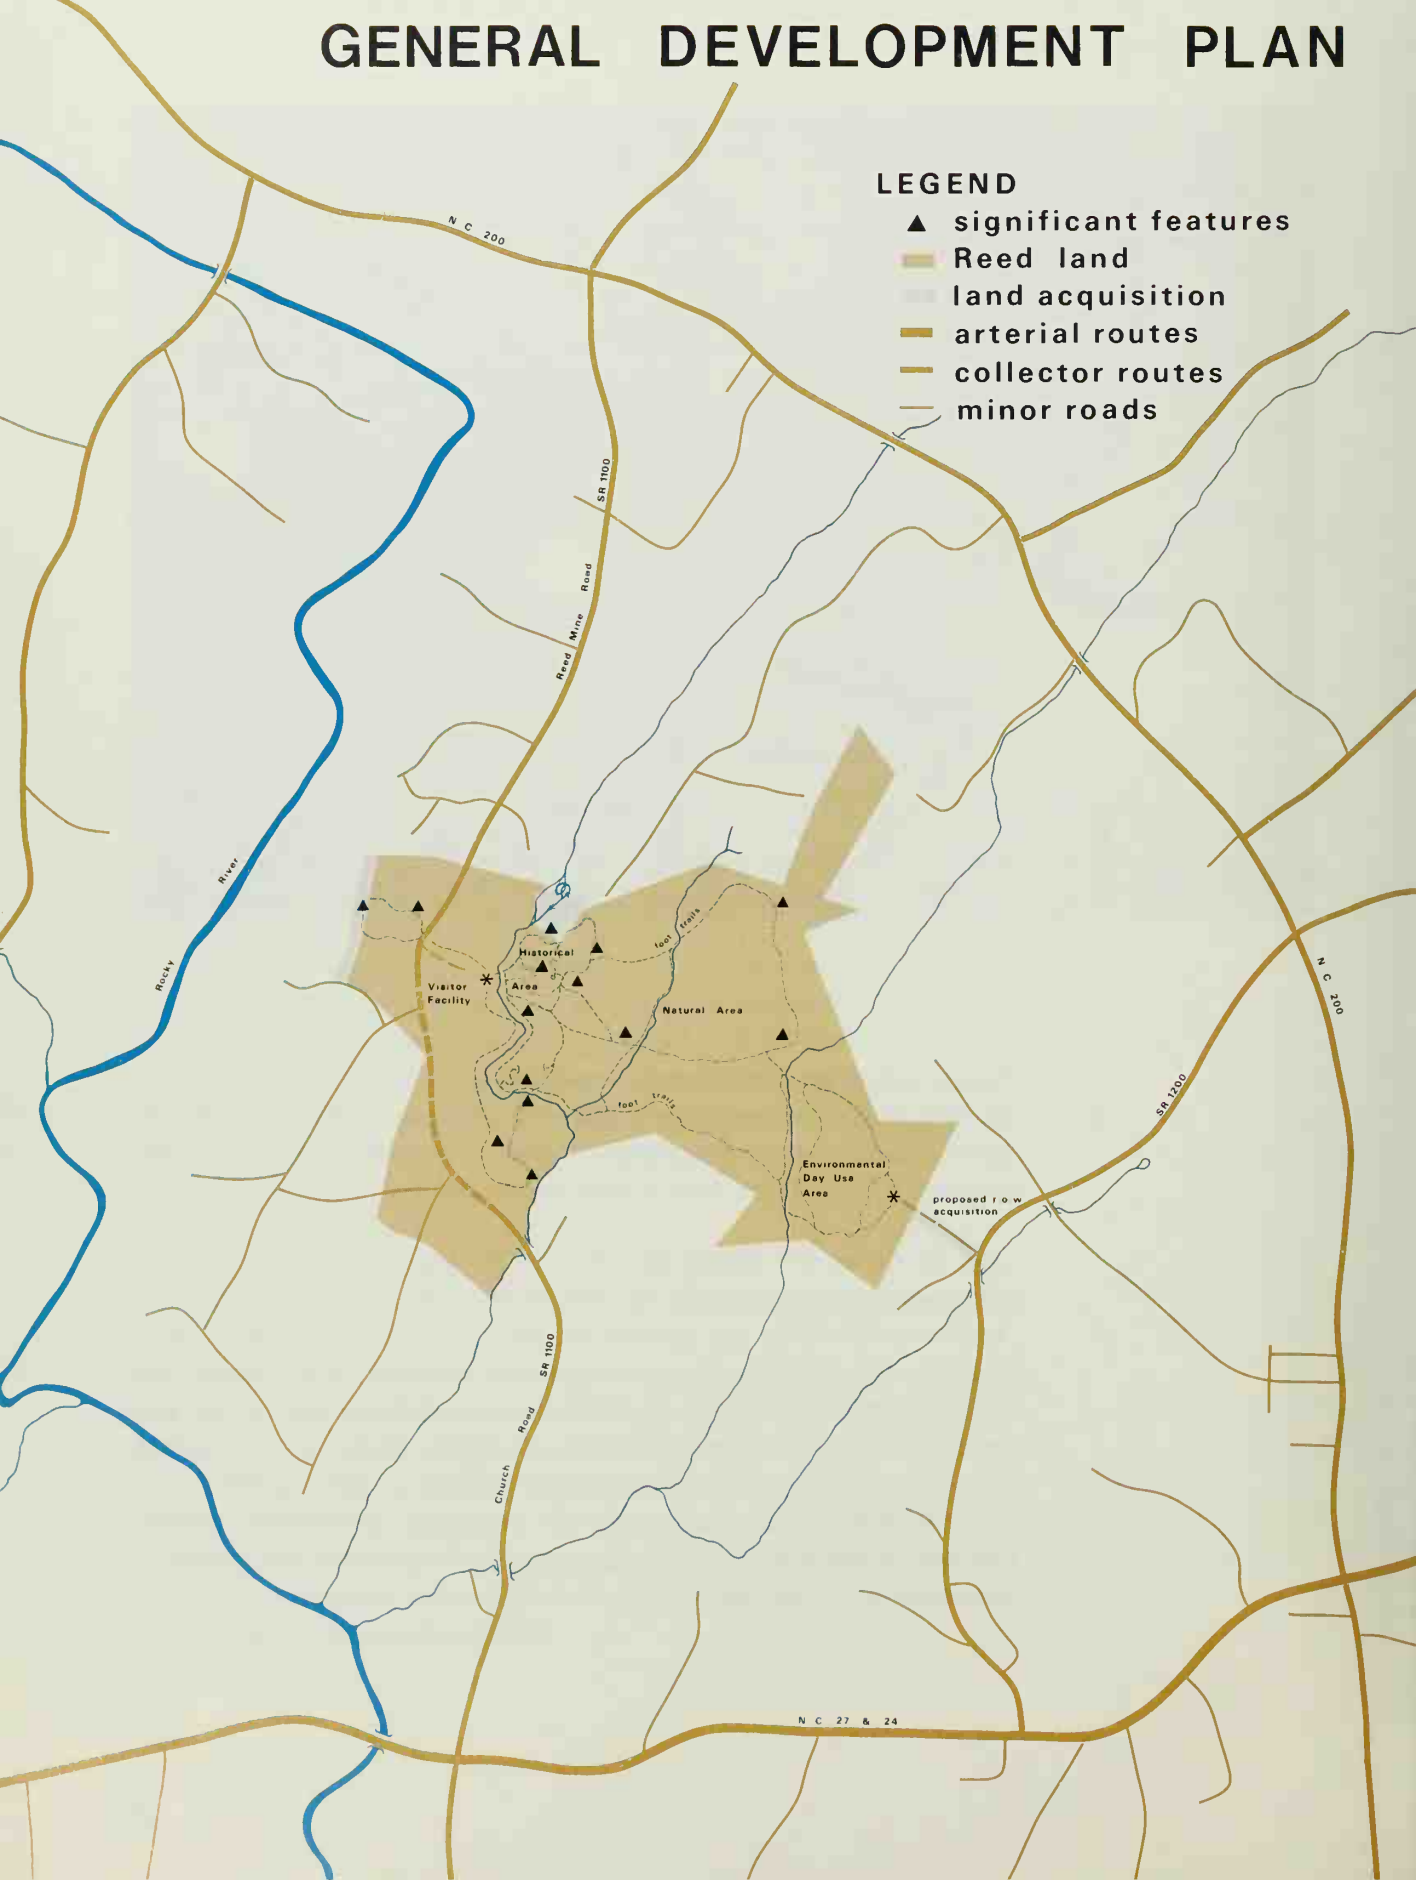 GENERAL DEVELOPMENT PLAN
LEGEND
significant features
Reed land
land acquisition
arterial routes
collector routes
minor roads
N C 200
SR 1100
Reed Mine Road
River
Rocky
foot trails
Historical
Area
Visitor
Facility
Natural Area
N C 200
SR 1200
foot trails
Environmental
Day Use
Area
proposed r o w
acquisition
SR 1100
Church Road
N C 27 & 24